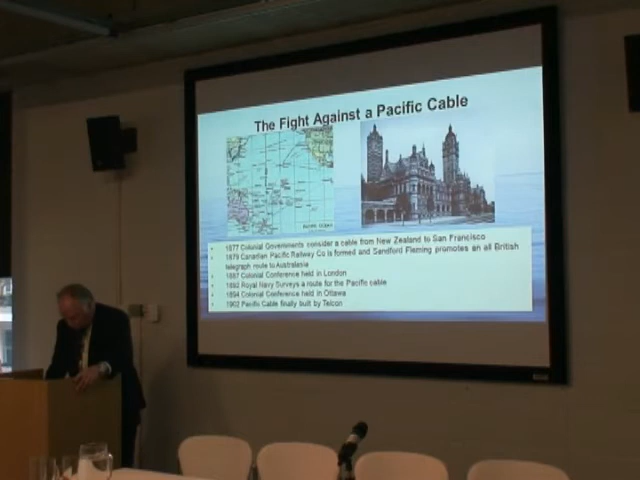 The Fight Against a Pacific Cable
PACIFIC OCEAN
• 1877 Colonial Governments consider a cable from New Zealand to San Francisco
• 1879 Canadian Pacific Railway Co is formed and Sandford Fleming promotes an all British
telegraph route to Australasia
• 1887 Colonial Conference held in London
• 1892 Royal Navy Surveys a route for the Pacific cable
• 1894 Colonial Conference held in Ottawa
• 1902 Pacific Cable finally built by Telcon